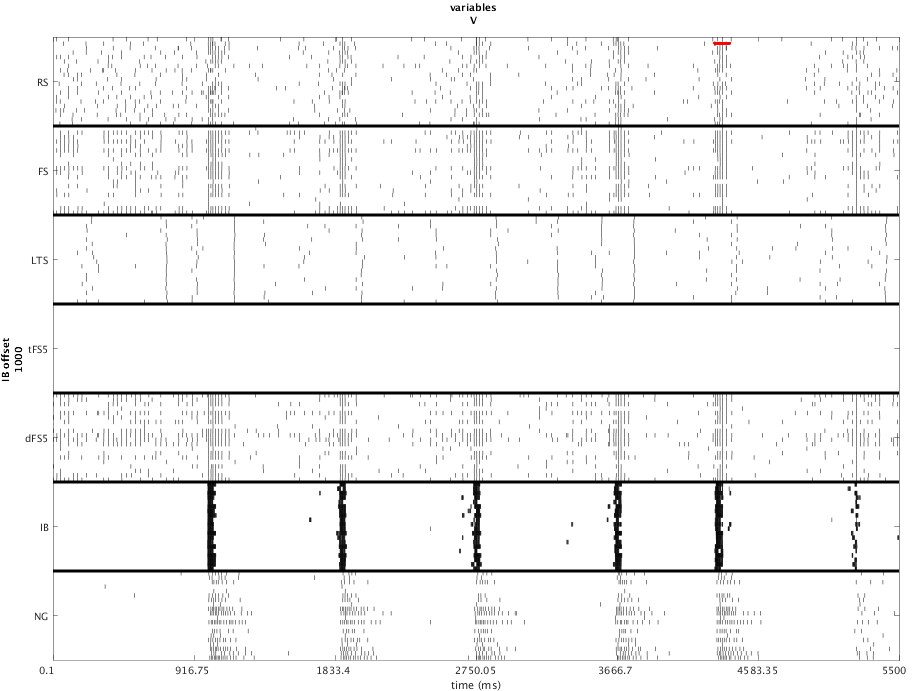 variables
V
RS
FS
LTS
IB offset
1000
tFS5
dFS5
IB
NG
0.1 916.75 1833.4 2750.05 3666.7 4583.35 5500
time (ms)